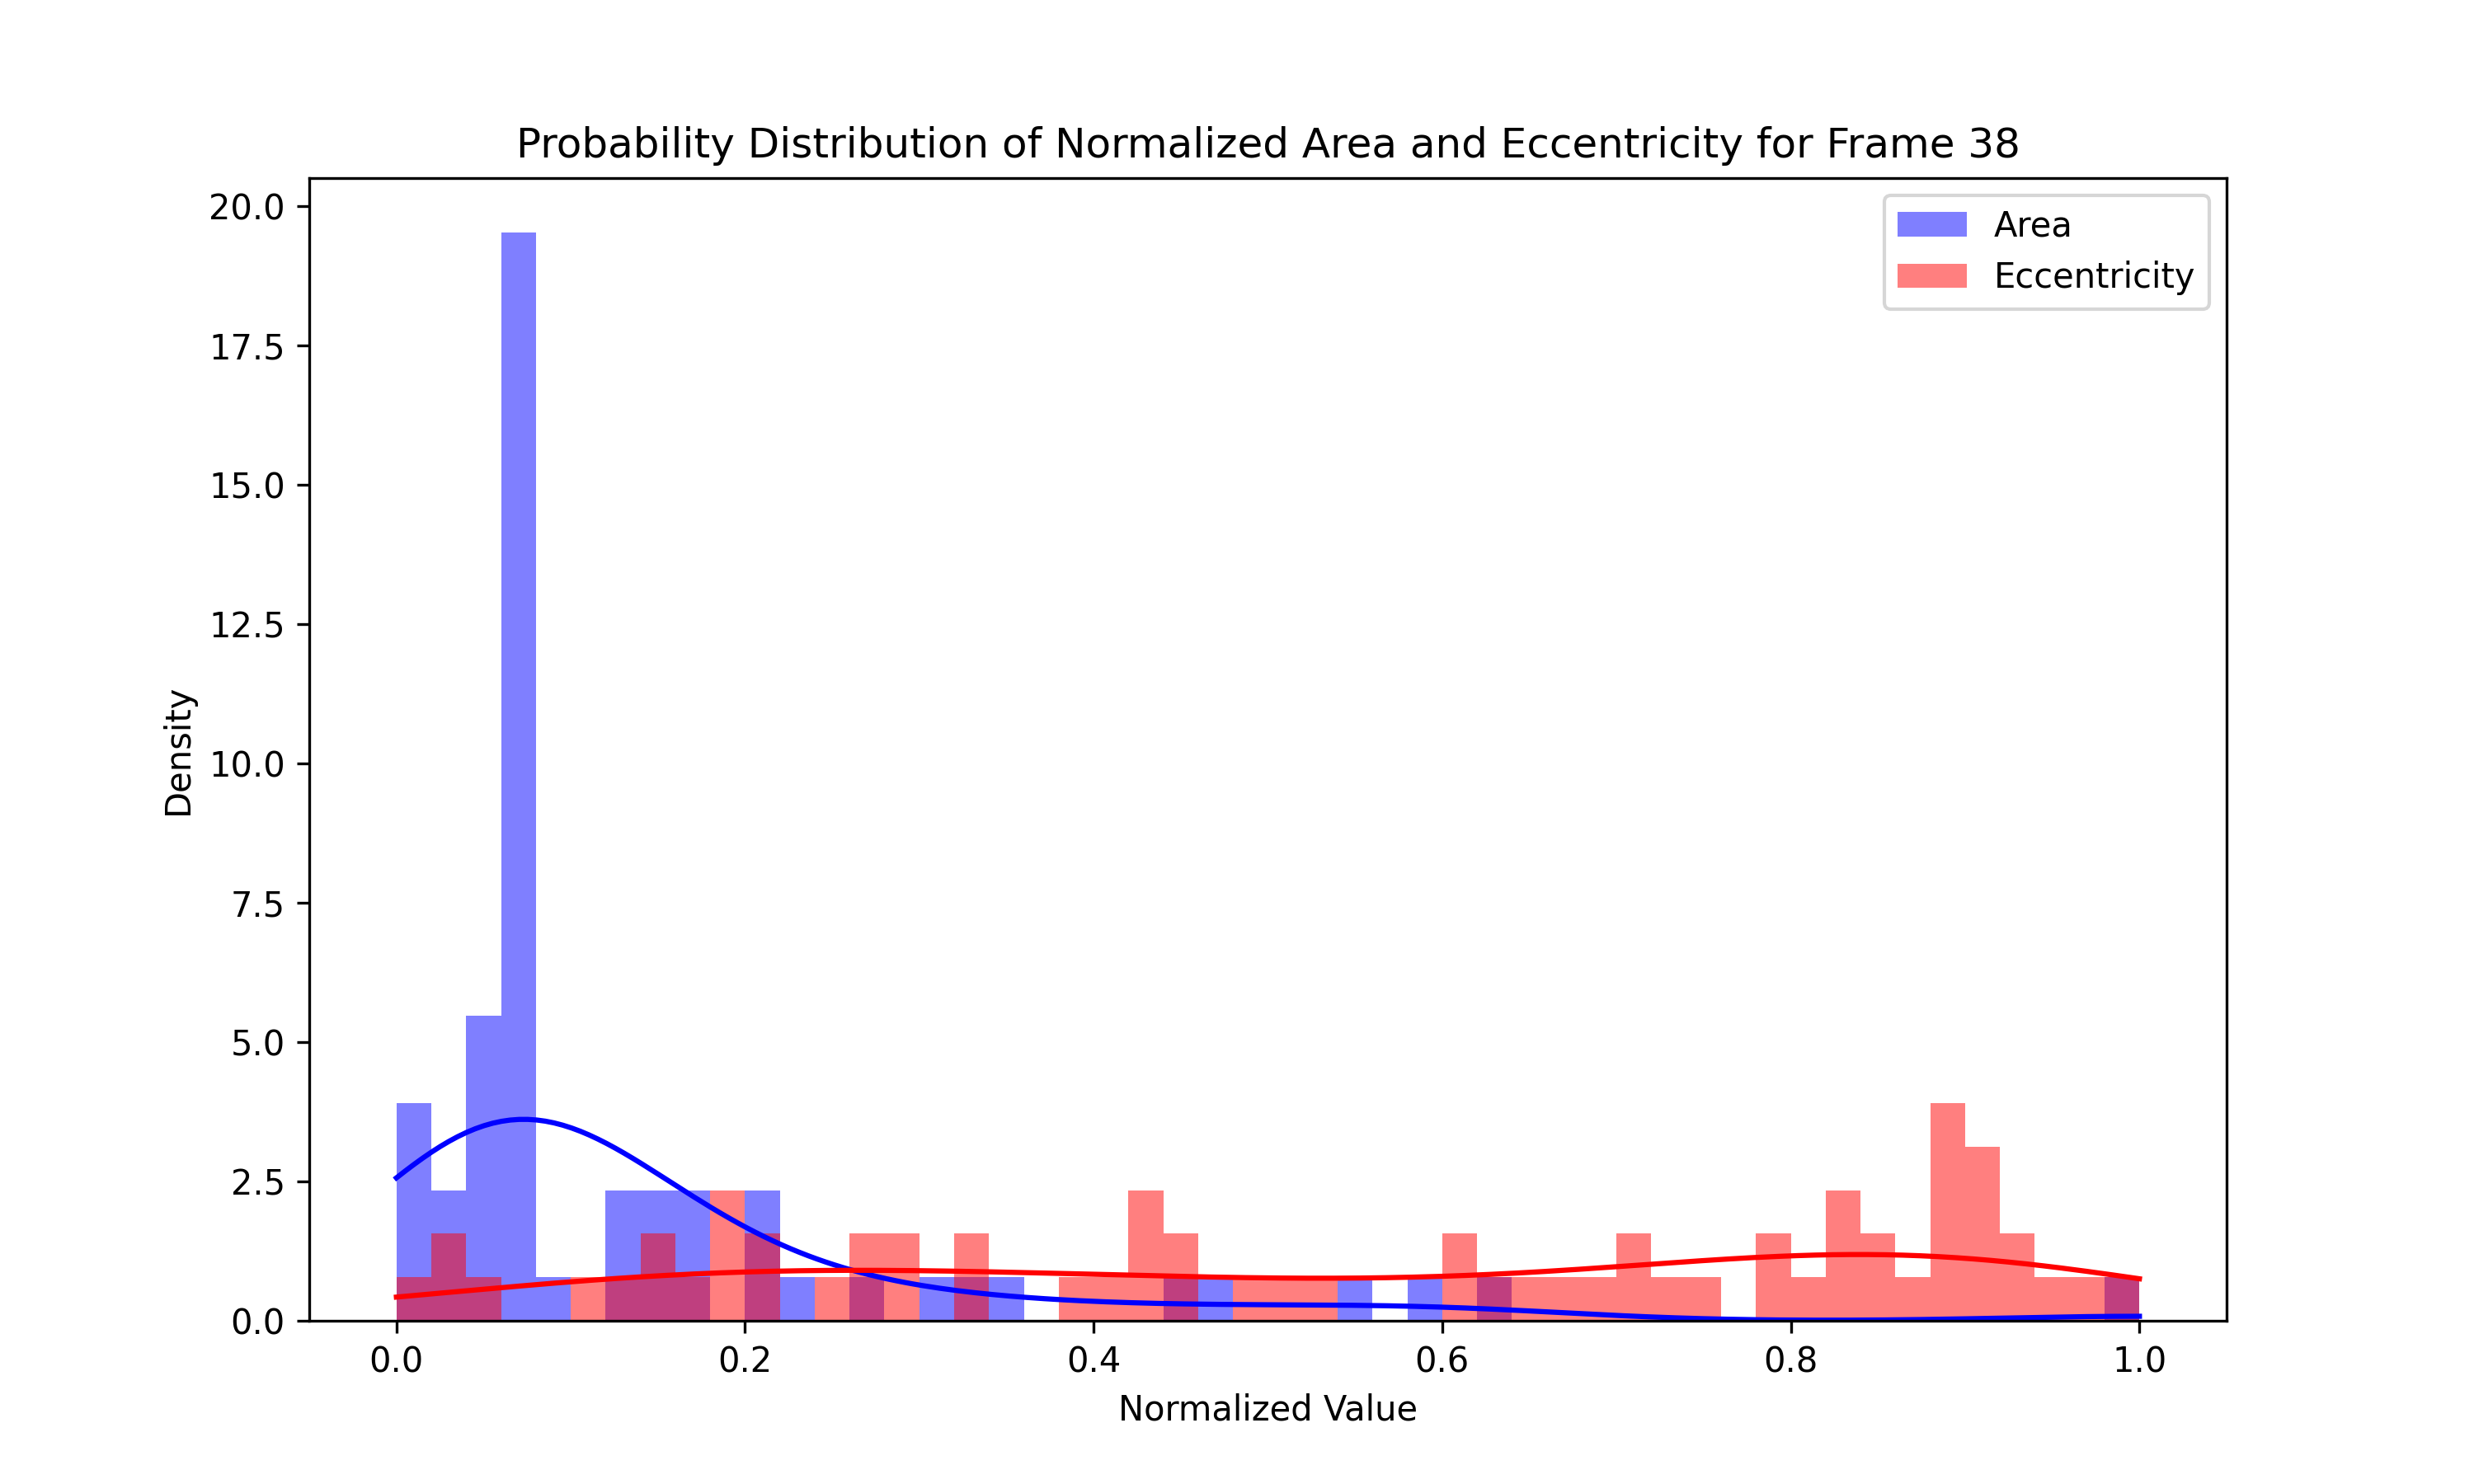 Probability Distribution of Normalized Area and Eccentricity for Frame 38
Area
Eccentricity
20.0
17.5
15.0
12.5
10.0
7.5
5.0
2.5
0.0
Density
0.0 0.2 0.4 0.6 0.8 1.0
Normalized Value